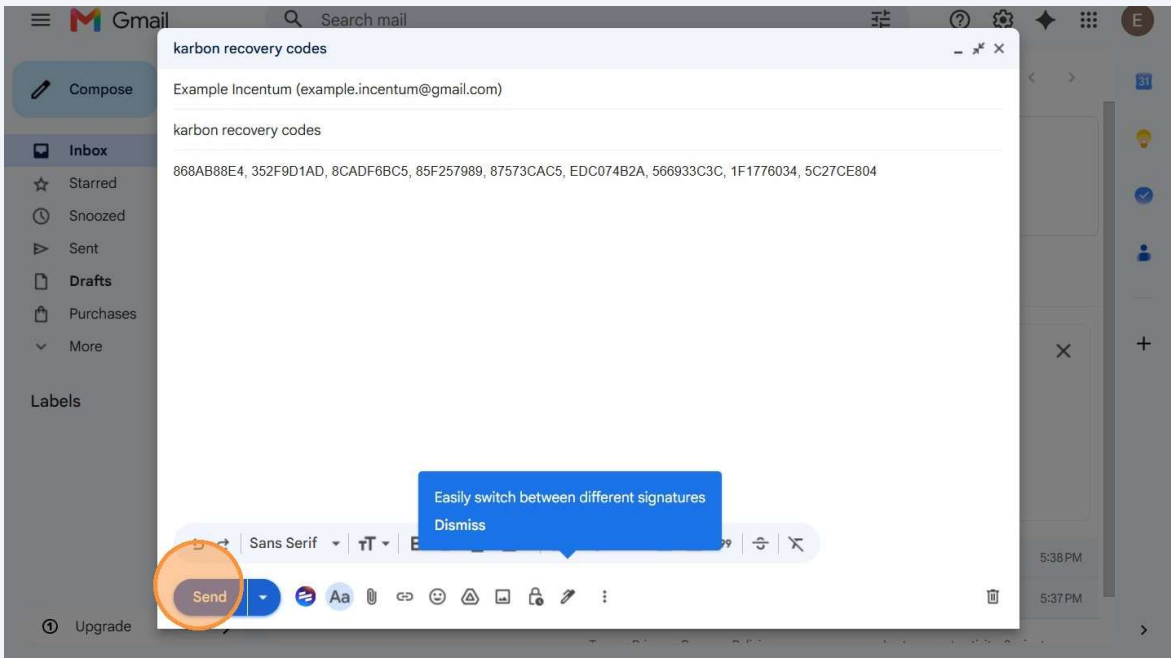 Gmail
Search mail
E
karbon recovery codes
Compose
Example Incentum (example.incentum@gmail.com)
31
karbon recovery codes
Inbox
868AB88E4, 352F9D1AD, 8CADF6BC5, 85F257989, 87573CAC5, EDC074B2A, 566933C3C, 1F1776034, 5C27CE804
Starred
Snoozed
Sent
Drafts
Purchases
More
Labels
Easily switch between different signatures
Dismiss
Sans Serif
5:38 PM
Send
Aa
5:37 PM
Upgrade